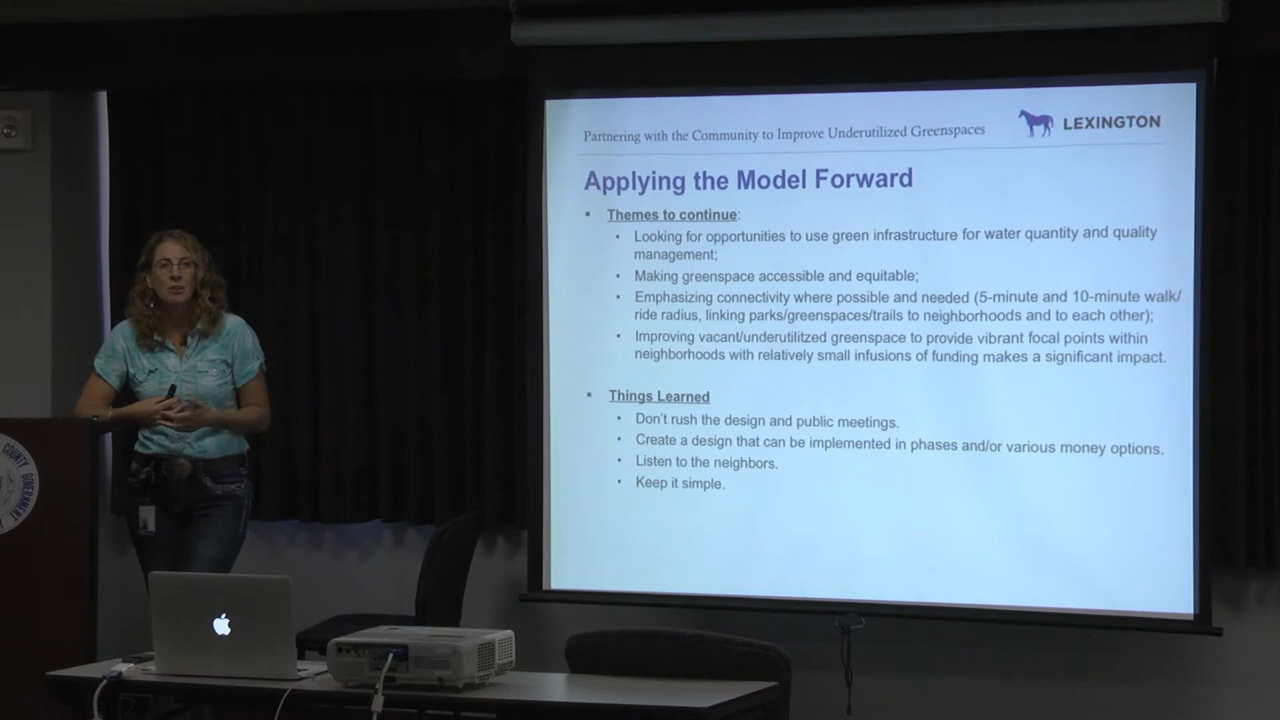 Partnering with the Community to Improve Underutilized Greenspaces
LEXINGTON
Applying the Model Forward
▪ Themes to continue:
• Looking for opportunities to use green infrastructure for water quantity and quality
management;
• Making greenspace accessible and equitable;
• Emphasizing connectivity where possible and needed (5-minute and 10-minute walk/
ride radius, linking parks/greenspaces/trails to neighborhoods and to each other);
• Improving vacant/underutilitzed greenspace to provide vibrant focal points within
neighborhoods with relatively small infusions of funding makes a significant impact.
▪ Things Learned
• Don't rush the design and public meetings.
• Create a design that can be implemented in phases and/or various money options.
• Listen to the neighbors.
• Keep it simple.
COUNTY GOVERNMENT